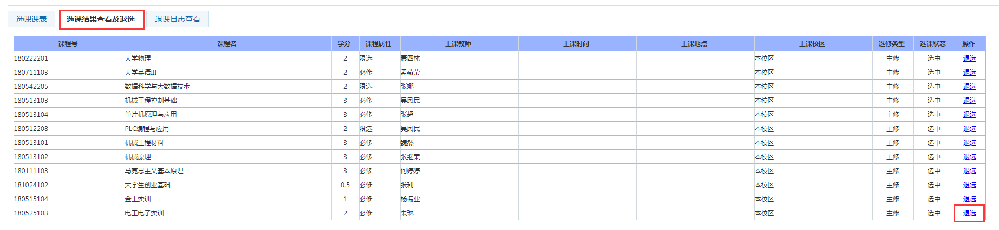 选课课表 选课结果查看及退选 退课日志查看
课程号 课程名 学分 课程属性 上课教师 上课时间 上课地点 上课校区 选修类型 选课状态 操作
180222201 大学物理 2 限选 康四林 本校区 主修 选中 退选
180711103 大学英语III 2 必修 孟燕荣 本校区 主修 选中 退选
180542205 数据科学与大数据技术 2 限选 张娜 本校区 主修 选中 退选
180513103 机械工程控制基础 3 必修 吴凤民 本校区 主修 选中 退选
180513104 单片机原理与应用 3 必修 张超 本校区 主修 选中 退选
180512208 PLC编程与应用 2 限选 吴凤民 本校区 主修 选中 退选
180513101 机械工程材料 3 必修 魏然 本校区 主修 选中 退选
180513102 机械原理 3 必修 张继荣 本校区 主修 选中 退选
180111103 马克思主义基本原理 3 必修 何婷婷 本校区 主修 选中 退选
181024102 大学生创业基础 0.5 必修 张利 本校区 主修 选中 退选
180515104 金工实训 1 必修 杨振业 本校区 主修 选中 退选
180525103 电工电子实训 2 必修 朱琳 本校区 主修 选中 退选